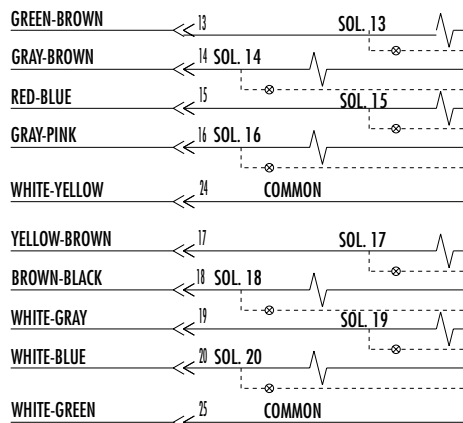 GREEN-BROWN 13 SOL. 13
GRAY-BROWN 14 SOL. 14
RED-BLUE 15 SOL. 15
GRAY-PINK 16 SOL. 16
WHITE-YELLOW 24 COMMON
YELLOW-BROWN 17 SOL. 17
BROWN-BLACK 18 SOL. 18
WHITE-GRAY 19 SOL. 19
WHITE-BLUE 20 SOL. 20
WHITE-GREEN 25 COMMON